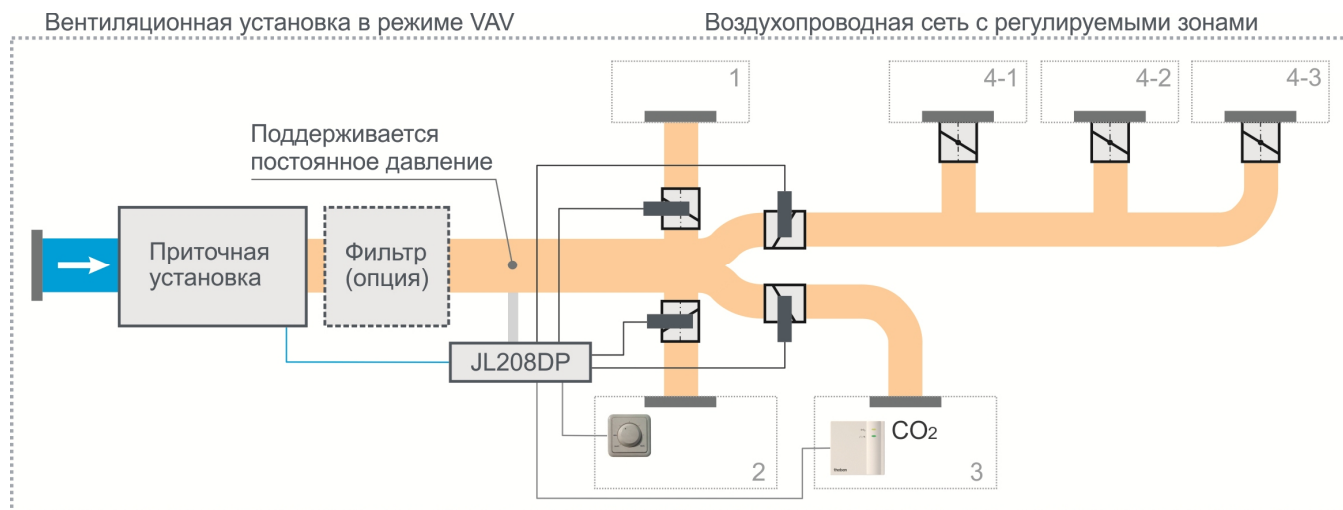 Вентиляционная установка в режиме VAV
Воздухопроводная сеть с регулируемыми зонами
1
4-1
4-2
4-3
Поддерживается
постоянное давление
Приточная
установка
Фильтр
(опция)
JL208DP
CO₂
2
3